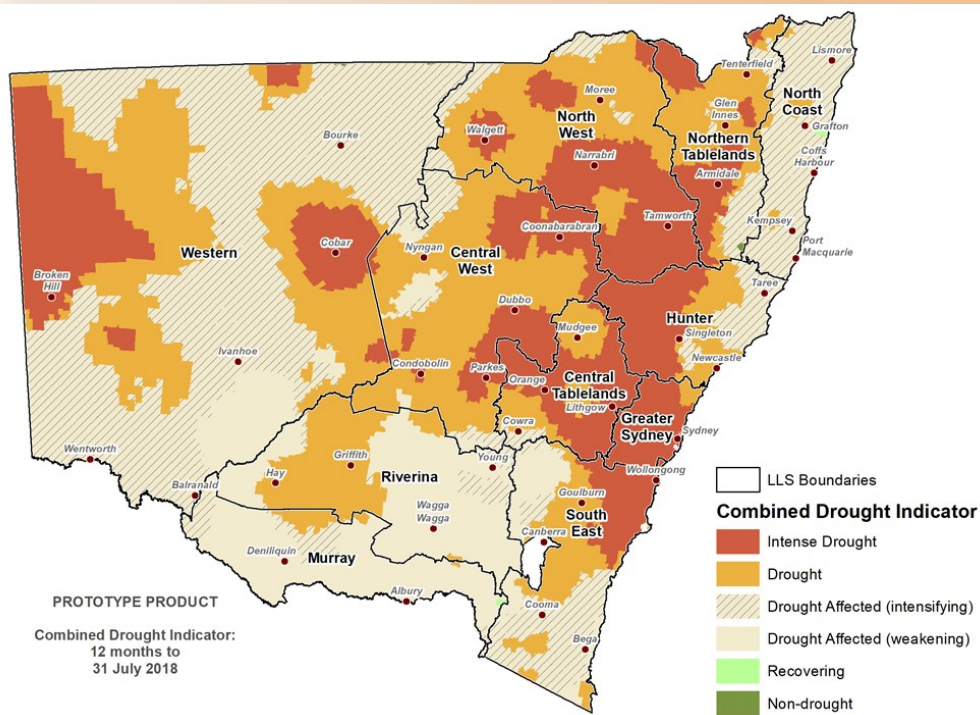 Lismore
Tenterfield
North
Coast
Moree
Glen
Innes
North
West
Grafton
Walgett
Bourke
Northern
Tablelands
Coffs
Harbour
Narrabri
Armidale
Tamworth
Kempsey
Coonabarabran
Port
Macquarie
Cobar
Nyngan
Western
Central
West
Taree
Broken
Hill
Dubbo
Hunter
Mudgee
Singleton
Newcastle
Ivanhoe
Condobolin
Parkes
Orange
Central
Tablelands
Lithgow
Greater
Sydney
Cowra
Sydney
Wentworth
Griffith
Young
Wollongong
Hay
Riverina
Balranald
Goulburn
Wagga
Wagga
South
East
Canberra
Deniliquin
Murray
Albury
Cooma
Bega
PROTOTYPE PRODUCT
Combined Drought Indicator:
12 months to
31 July 2018
LLS Boundaries
Combined Drought Indicator
Intense Drought
Drought
Drought Affected (intensifying)
Drought Affected (weakening)
Recovering
Non-drought